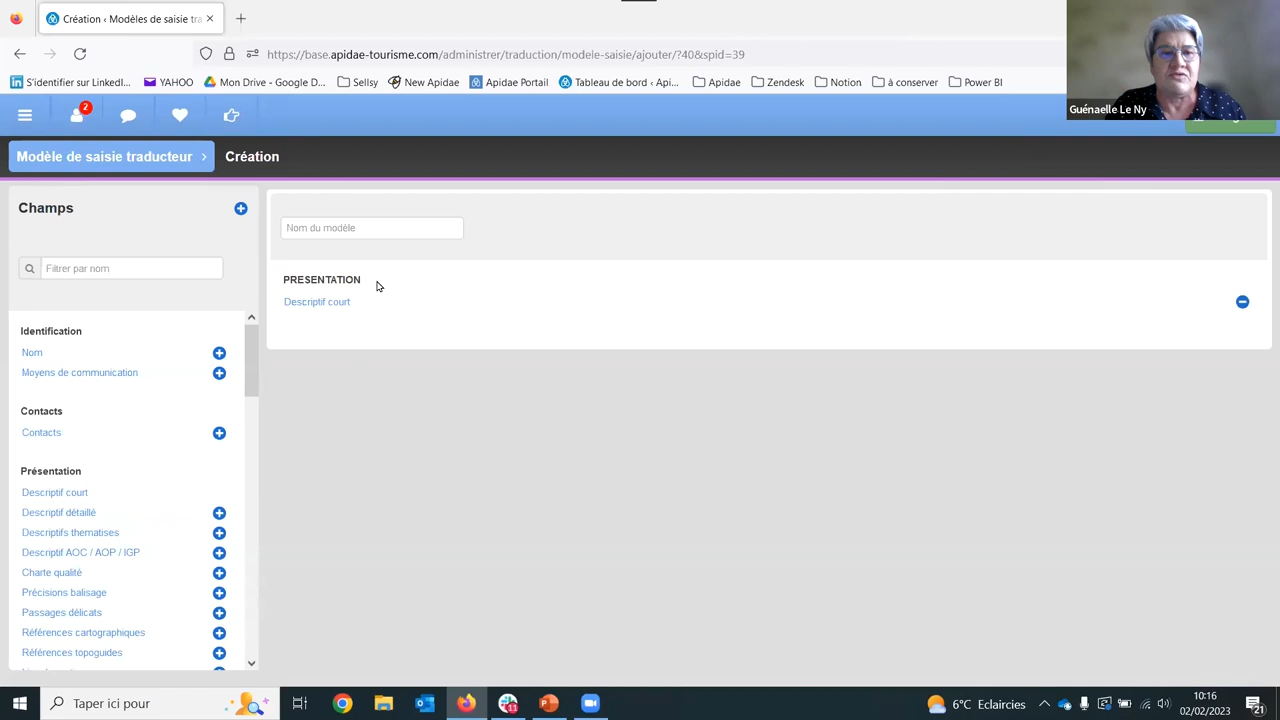 Création ‹ Modèles de saisie tra
https://base.apidae-tourisme.com/administrer/traduction/modele-saisie/ajouter/?40&spid=39
S'identifier sur LinkedI...
YAHOO
Mon Drive - Google D...
Sellsy
New Apidae
Apidae Portail
Tableau de bord ‹ Api...
Apidae
Zendesk
Notion
à conserver
Power BI
Guénaelle Le Ny
2
Modèle de saisie traducteur
Création
Champs
Filtrer par nom
Identification
Nom
Moyens de communication
Contacts
Contacts
Présentation
Descriptif court
Descriptif détaillé
Descriptifs thematises
Descriptif AOC / AOP / IGP
Charte qualité
Précisions balisage
Passages délicats
Références cartographiques
Références topoguides
Nom du modèle
PRESENTATION
Descriptif court
Taper ici pour
6°C Eclaircies
10:16
02/02/2023
21